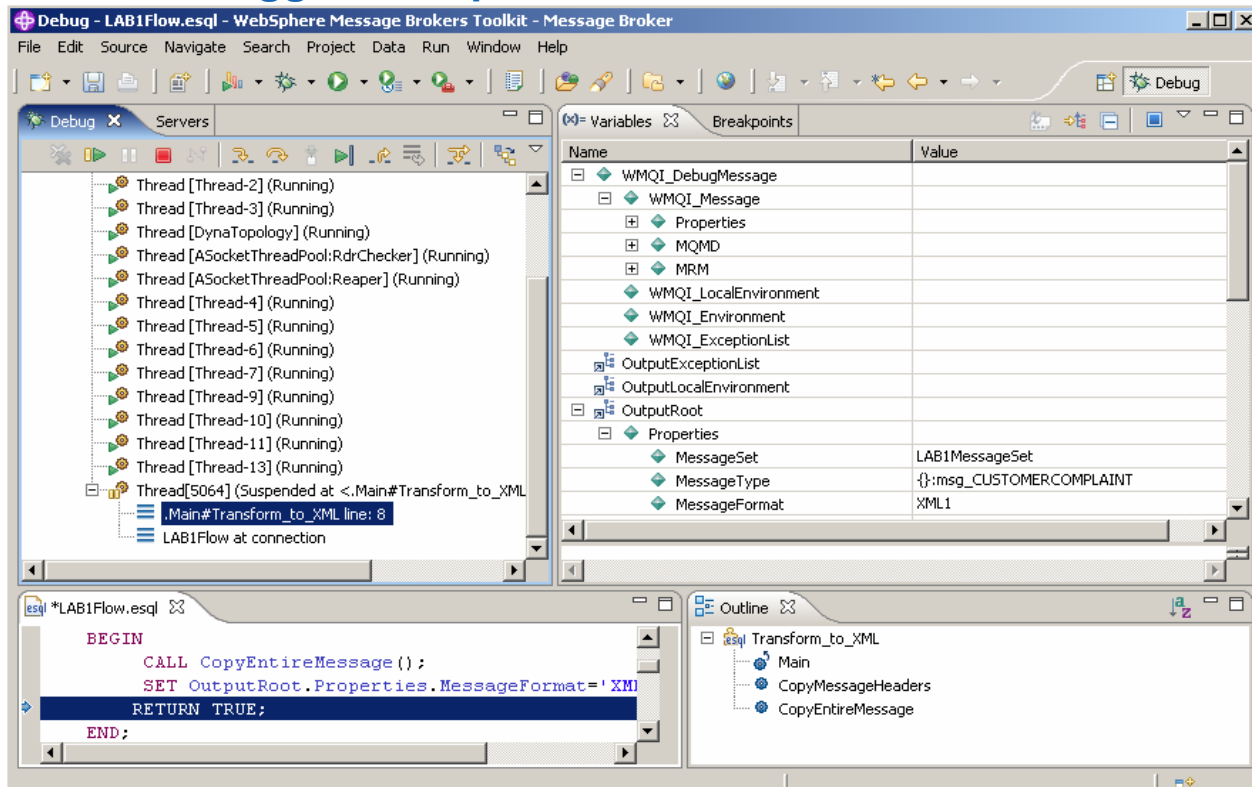 Debug - LAB1Flow.esql - WebSphere Message Brokers Toolkit - Message Broker
File Edit Source Navigate Search Project Data Run Window Help
Debug
Debug Servers
Thread [Thread-2] (Running)
Thread [Thread-3] (Running)
Thread [DynaTopology] (Running)
Thread [ASocketThreadPool:RdrChecker] (Running)
Thread [ASocketThreadPool:Reaper] (Running)
Thread [Thread-4] (Running)
Thread [Thread-5] (Running)
Thread [Thread-6] (Running)
Thread [Thread-7] (Running)
Thread [Thread-9] (Running)
Thread [Thread-10] (Running)
Thread [Thread-11] (Running)
Thread [Thread-13] (Running)
Thread[5064] (Suspended at <.Main#Transform_to_XML
.Main#Transform_to_XML line: 8
LAB1Flow at connection
(x)= Variables Breakpoints
Name Value
WMQI_DebugMessage
WMQI_Message
Properties
MQMD
MRM
WMQI_LocalEnvironment
WMQI_Environment
WMQI_ExceptionList
OutputExceptionList
OutputLocalEnvironment
OutputRoot
Properties
MessageSet LAB1MessageSet
MessageType {}:msg_CUSTOMERCOMPLAINT
MessageFormat XML1
esql *LAB1Flow.esql
BEGIN
CALL CopyEntireMessage();
SET OutputRoot.Properties.MessageFormat='XM
RETURN TRUE;
END;
Outline
Transform_to_XML
Main
CopyMessageHeaders
CopyEntireMessage